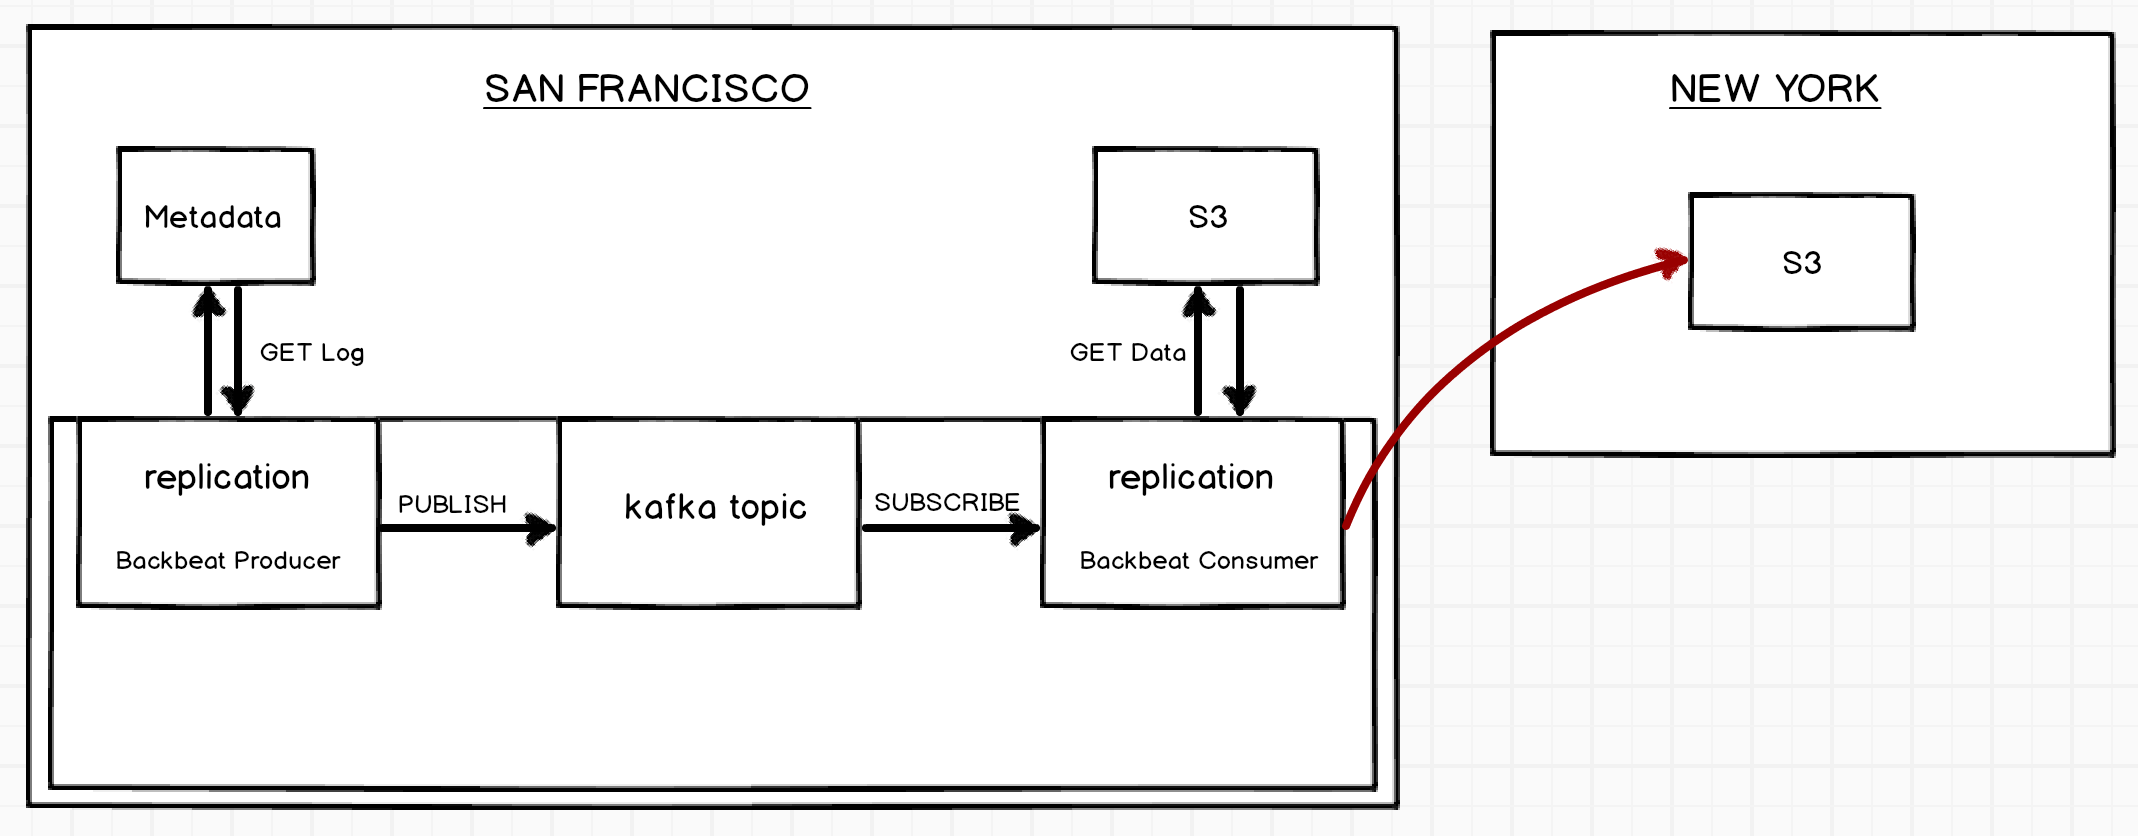 SAN FRANCISCO
NEW YORK
Metadata
S3
S3
GET Log
GET Data
replication
Backbeat Producer
PUBLISH
kafka topic
SUBSCRIBE
replication
Backbeat Consumer